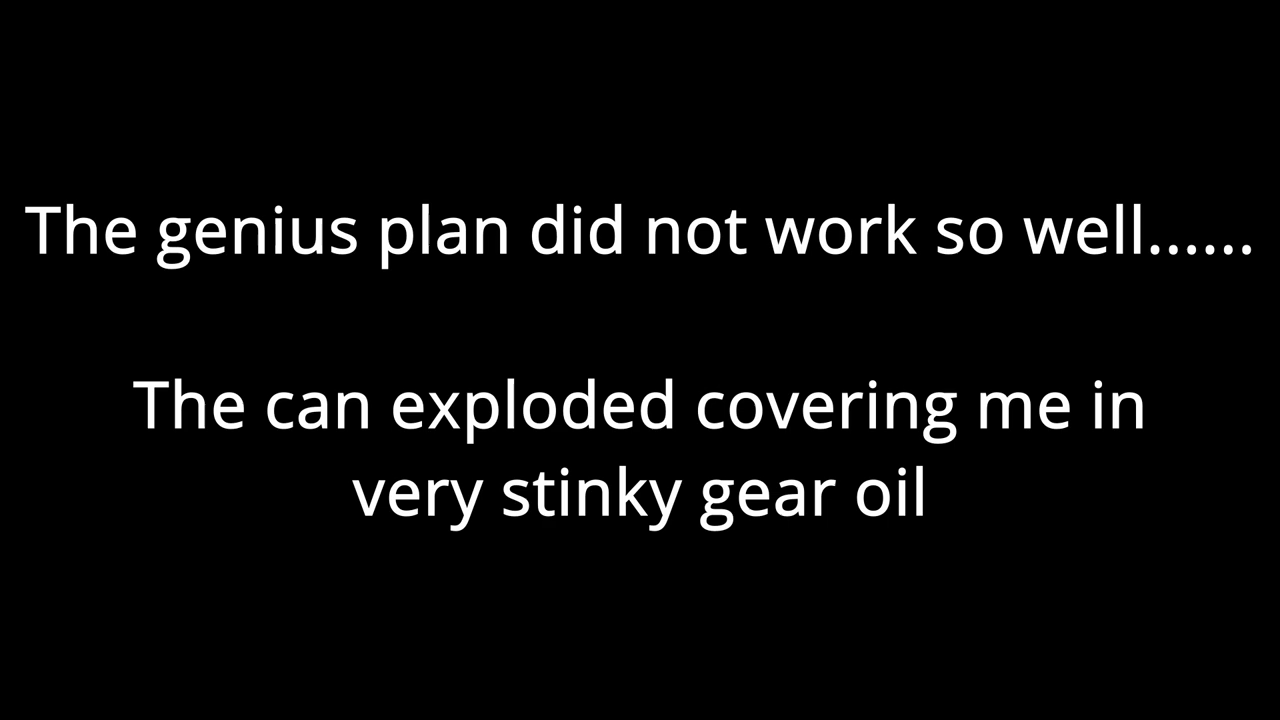 The genius plan did not work so well......
The can exploded covering me in
very stinky gear oil